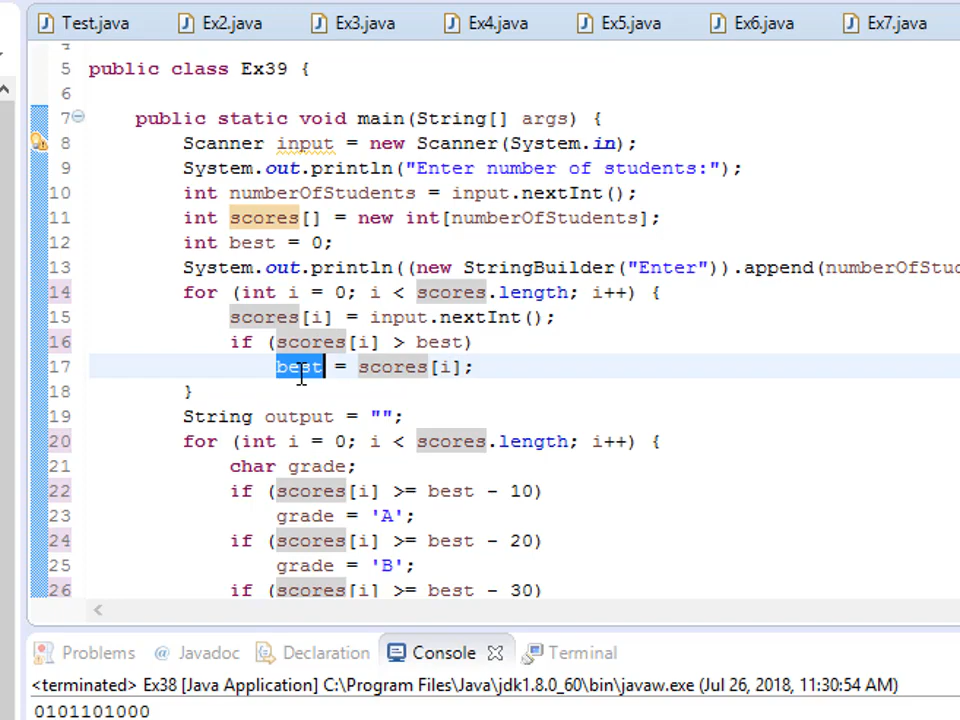 Test.java Ex2.java Ex3.java Ex4.java Ex5.java Ex6.java Ex7.java
5 public class Ex39 {
6
7 public static void main(String[] args) {
8 Scanner input = new Scanner(System.in);
9 System.out.println("Enter number of students:");
10 int numberOfStudents = input.nextInt();
11 int scores[] = new int[numberOfStudents];
12 int best = 0;
13 System.out.println((new StringBuilder("Enter")).append(numberOfStud
14 for (int i = 0; i < scores.length; i++) {
15 scores[i] = input.nextInt();
16 if (scores[i] > best)
17 best = scores[i];
18 }
19 String output = "";
20 for (int i = 0; i < scores.length; i++) {
21 char grade;
22 if (scores[i] >= best - 10)
23 grade = 'A';
24 if (scores[i] >= best - 20)
25 grade = 'B';
26 if (scores[i] >= best - 30)
Problems @ Javadoc Declaration Console Terminal
<terminated> Ex38 [Java Application] C:\Program Files\Java\jdk1.8.0_60\bin\javaw.exe (Jul 26, 2018, 11:30:54 AM)
0101101000